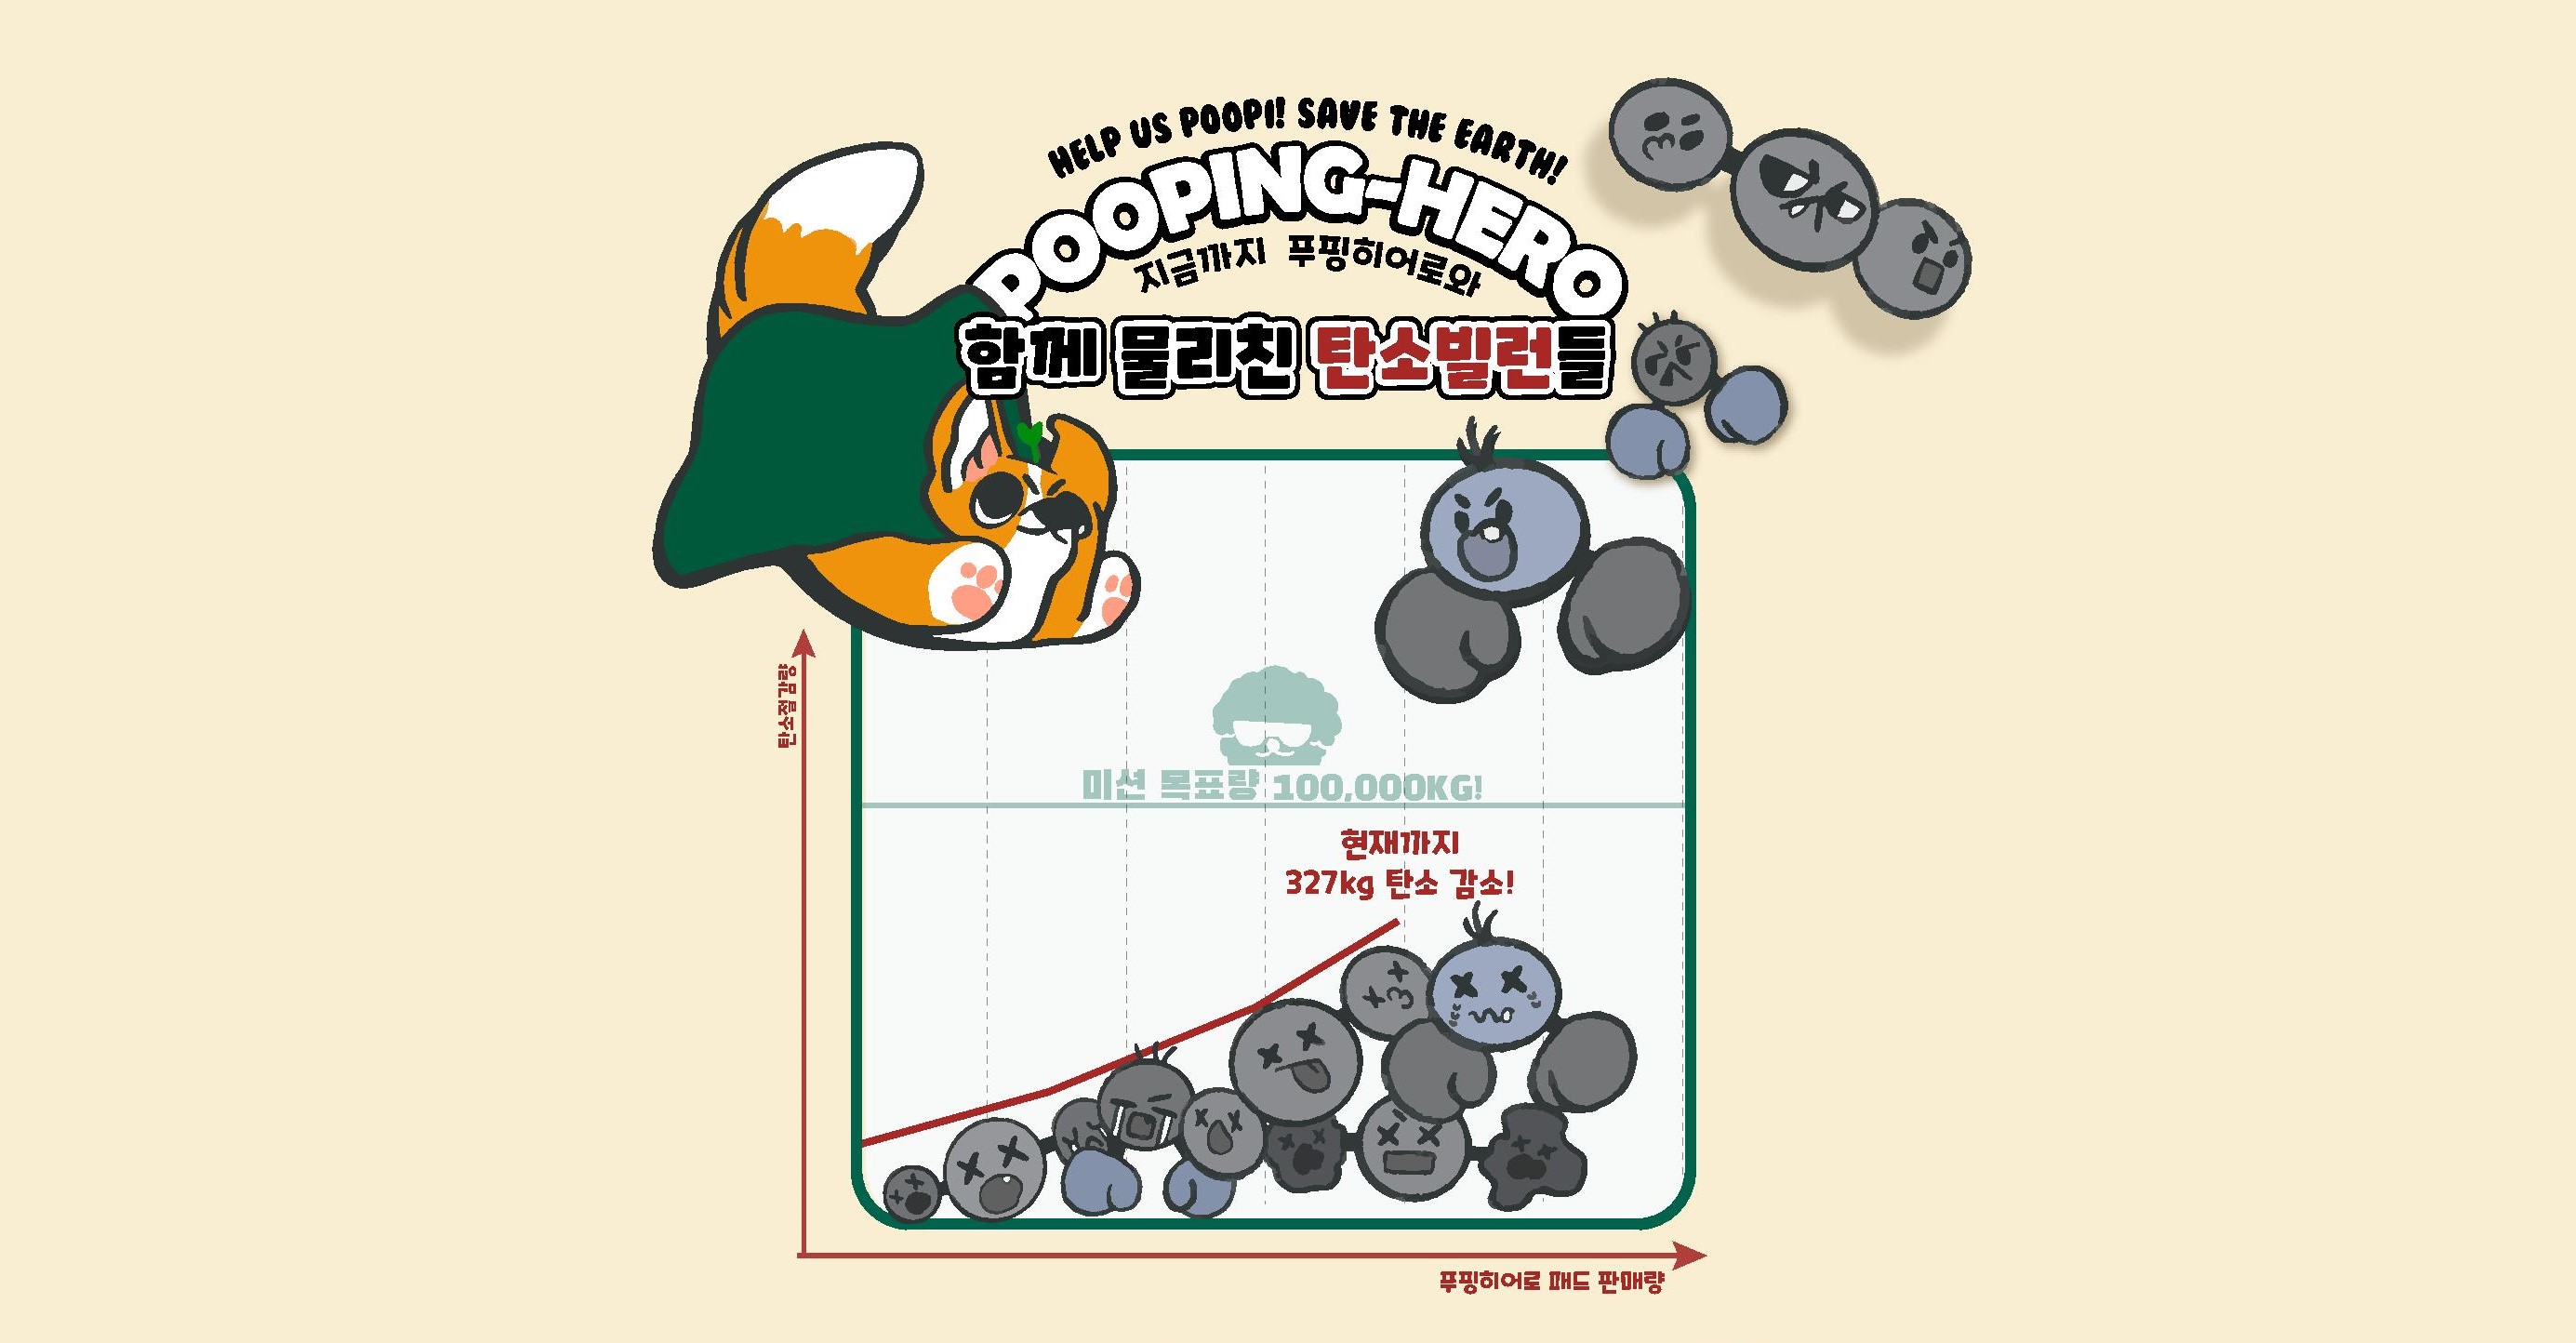 HELP US POOPI! SAVE THE EARTH!
POOPING-HERO
지금까지 푸핑히어로와
함께 물리친 탄소빌런들
탄소절감량
미션 목표량 100,000KG!
현재까지
327kg 탄소 감소!
푸핑히어로 패드 판매량